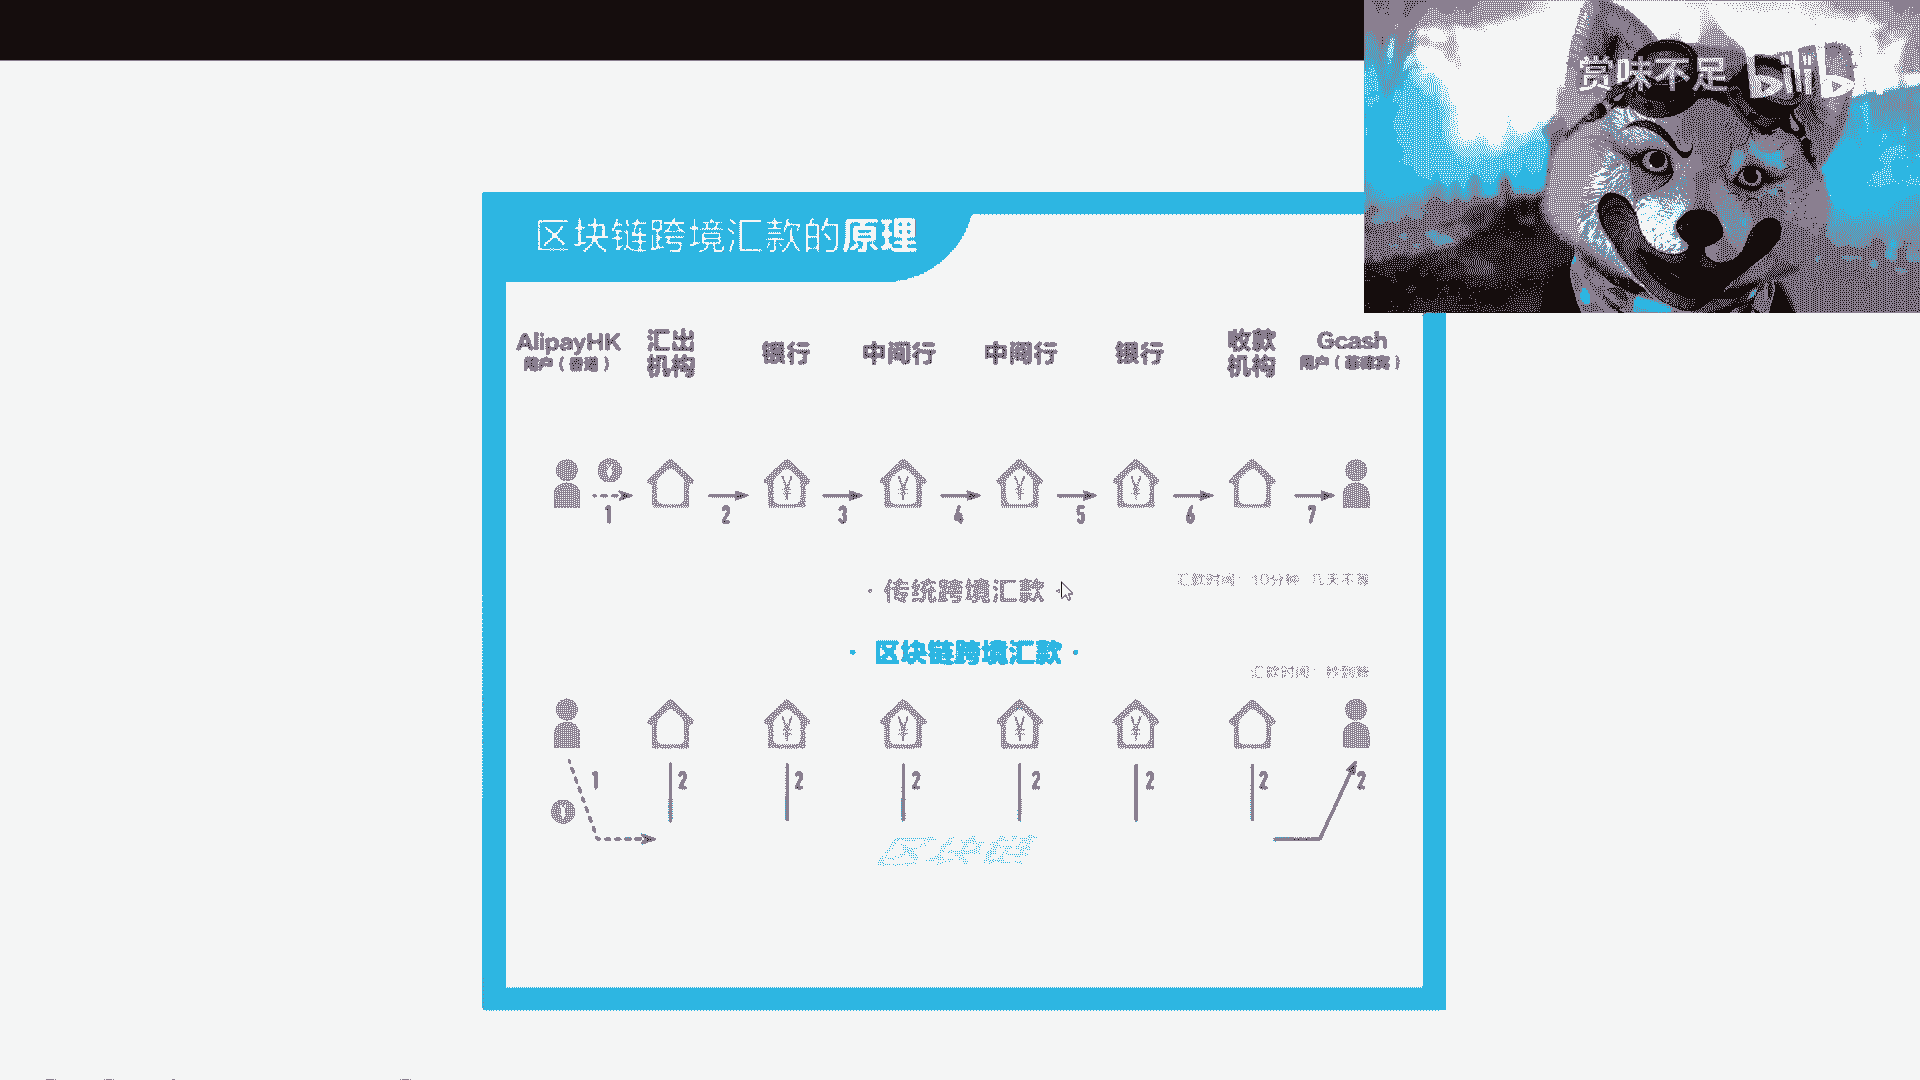 赏味不足 bilibili
区块链跨境汇款的原理
AlipayHK
用户(香港)
汇出
机构
银行
中间行
中间行
银行
收款
机构
Gcash
用户(菲律宾)
¥ ¥ ¥ ¥
1 2 3 4 5 6 7
汇款时间:10分钟-几天不等
· 传统跨境汇款 ·
· 区块链跨境汇款 ·
汇款时间:秒到账
¥ ¥ ¥ ¥
1 2 2 2 2 2 2 2
区块链